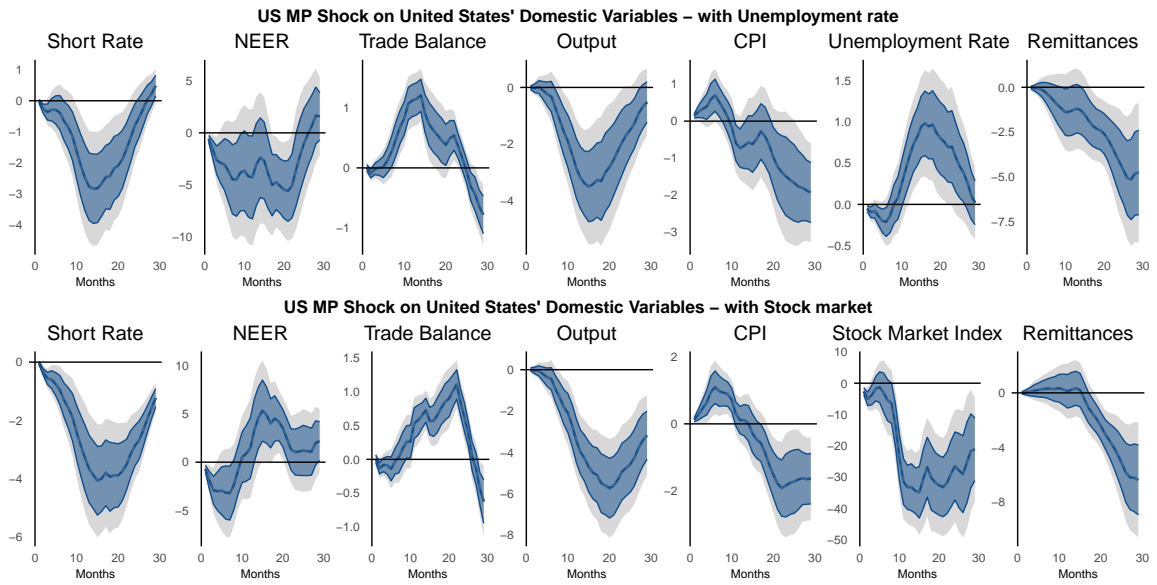 US MP Shock on United States' Domestic Variables – with Unemployment rate
Short Rate NEER Trade Balance Output CPI Unemployment Rate Remittances
1 0 −1 −2 −3 −4
5 0 −5 −10
1 0 −1
0 −2 −4
1 0 −1 −2 −3
1.5 1.0 0.5 0.0 −0.5
0.0 −2.5 −5.0 −7.5
0 10 20 30 0 10 20 30 0 10 20 30 0 10 20 30 0 10 20 30 0 10 20 30 0 10 20 30
Months Months Months Months Months Months Months
US MP Shock on United States' Domestic Variables – with Stock market
Short Rate NEER Trade Balance Output CPI Stock Market Index Remittances
0 −2 −4 −6
10 5 0 −5
1.5 1.0 0.5 0.0 −0.5 −1.0
0 −2 −4 −6 −8
2 0 −2
10 0 −10 −20 −30 −40 −50
0 −4 −8
0 10 20 30 0 10 20 30 0 10 20 30 0 10 20 30 0 10 20 30 0 10 20 30 0 10 20 30
Months Months Months Months Months Months Months